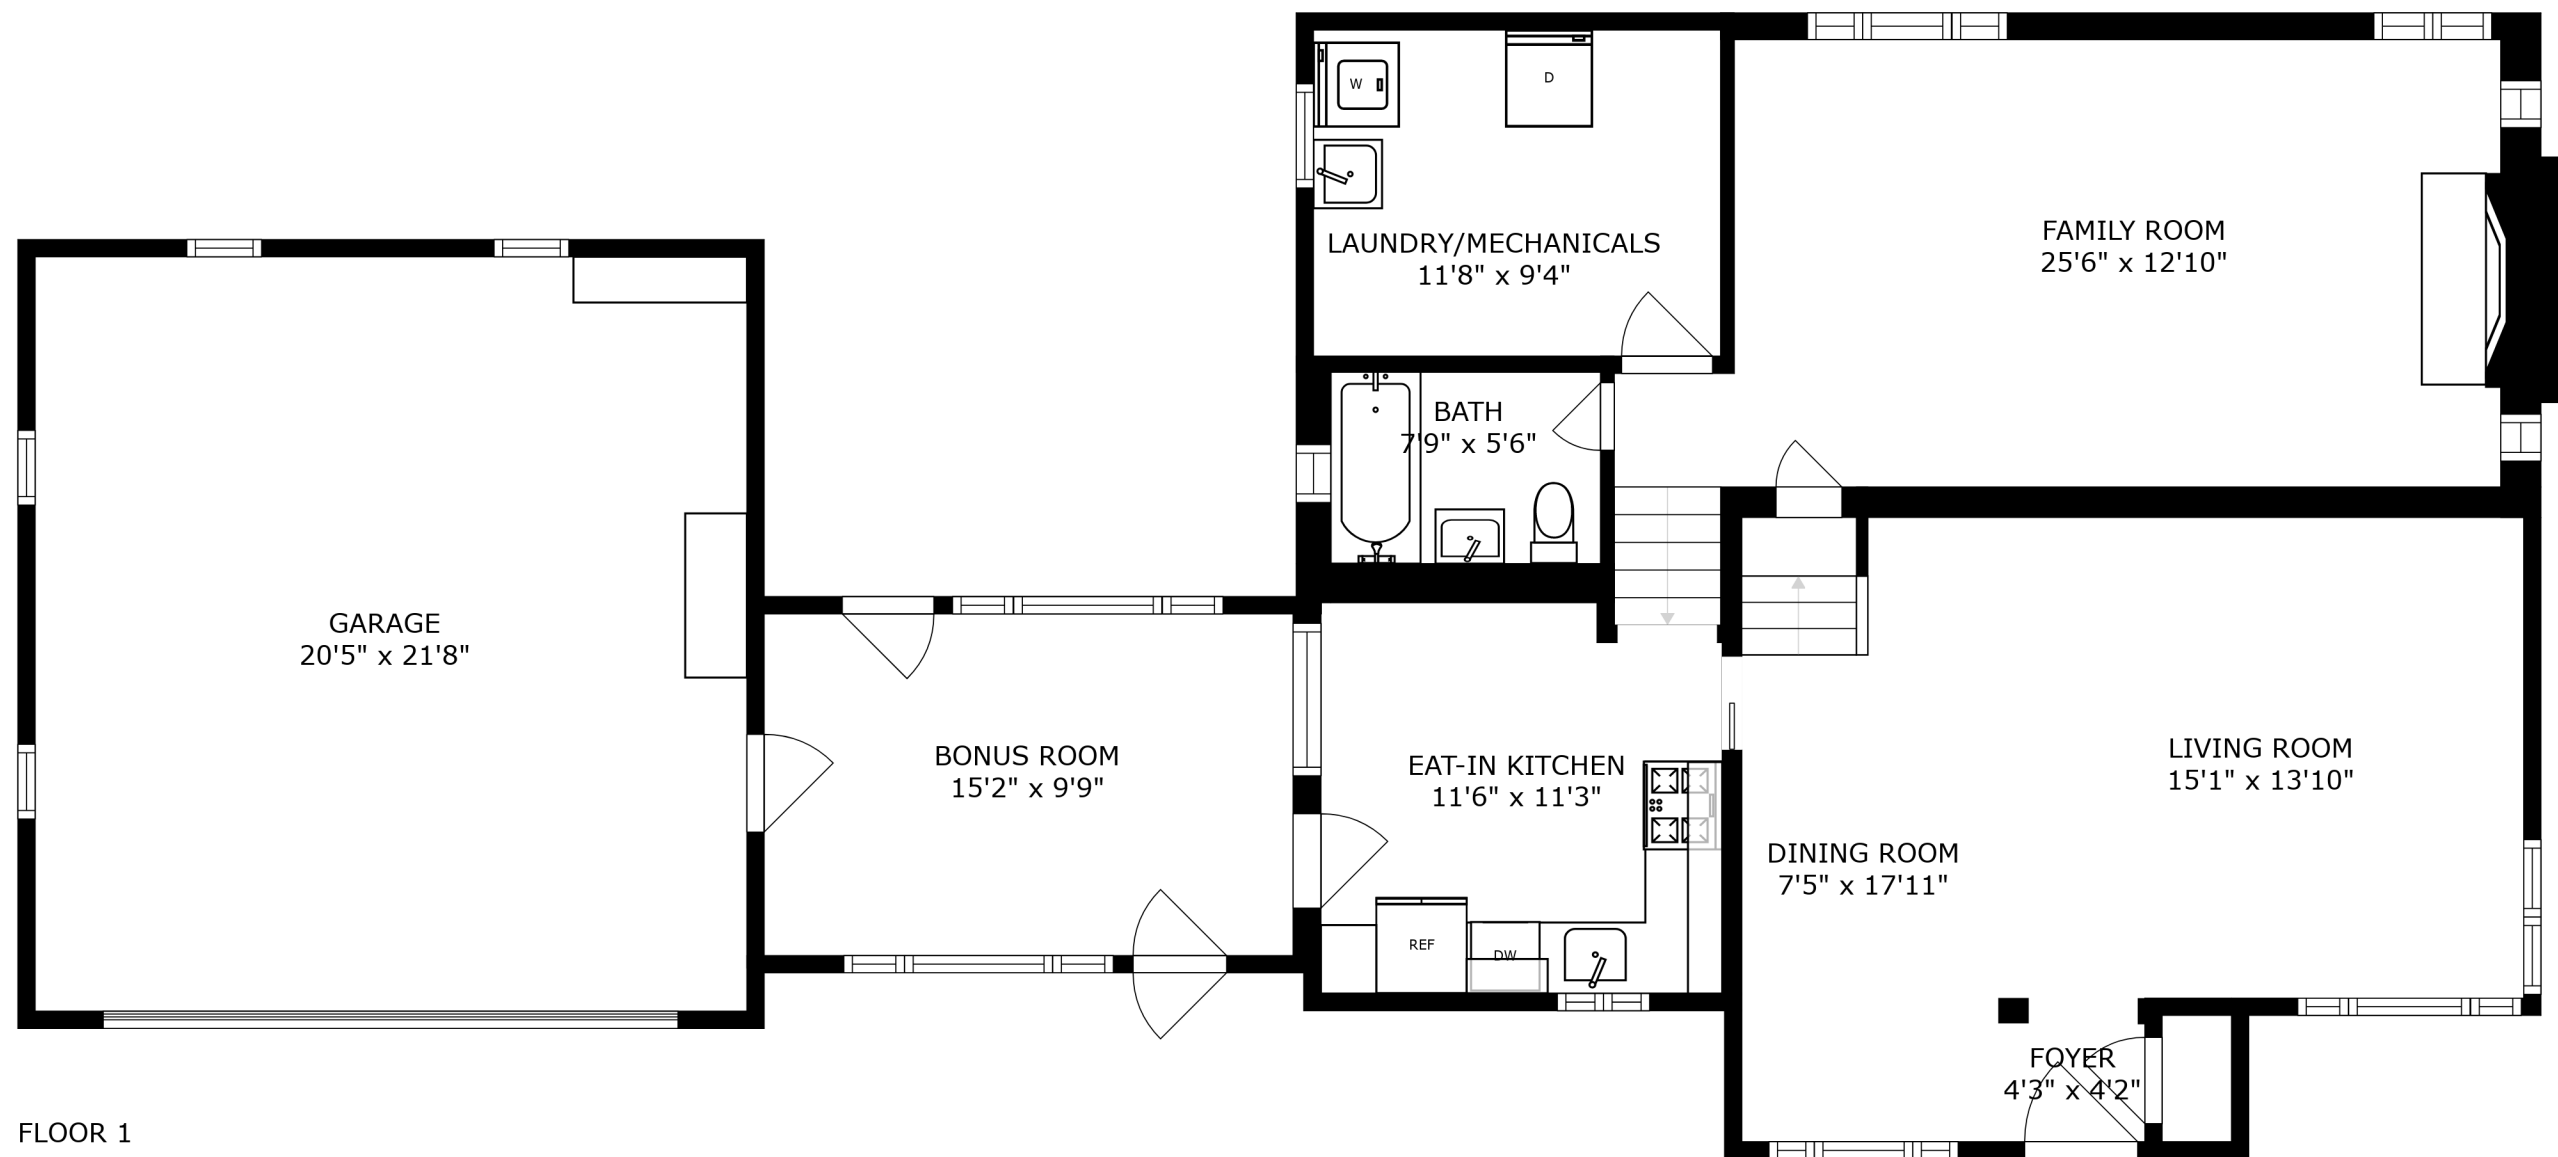 W
D
LAUNDRY/MECHANICALS
11'8" x 9'4"
FAMILY ROOM
25'6" x 12'10"
BATH
7'9" x 5'6"
GARAGE
20'5" x 21'8"
BONUS ROOM
15'2" x 9'9"
EAT-IN KITCHEN
11'6" x 11'3"
LIVING ROOM
15'1" x 13'10"
DINING ROOM
7'5" x 17'11"
REF
DW
FOYER
4'3" x 4'2"
FLOOR 1